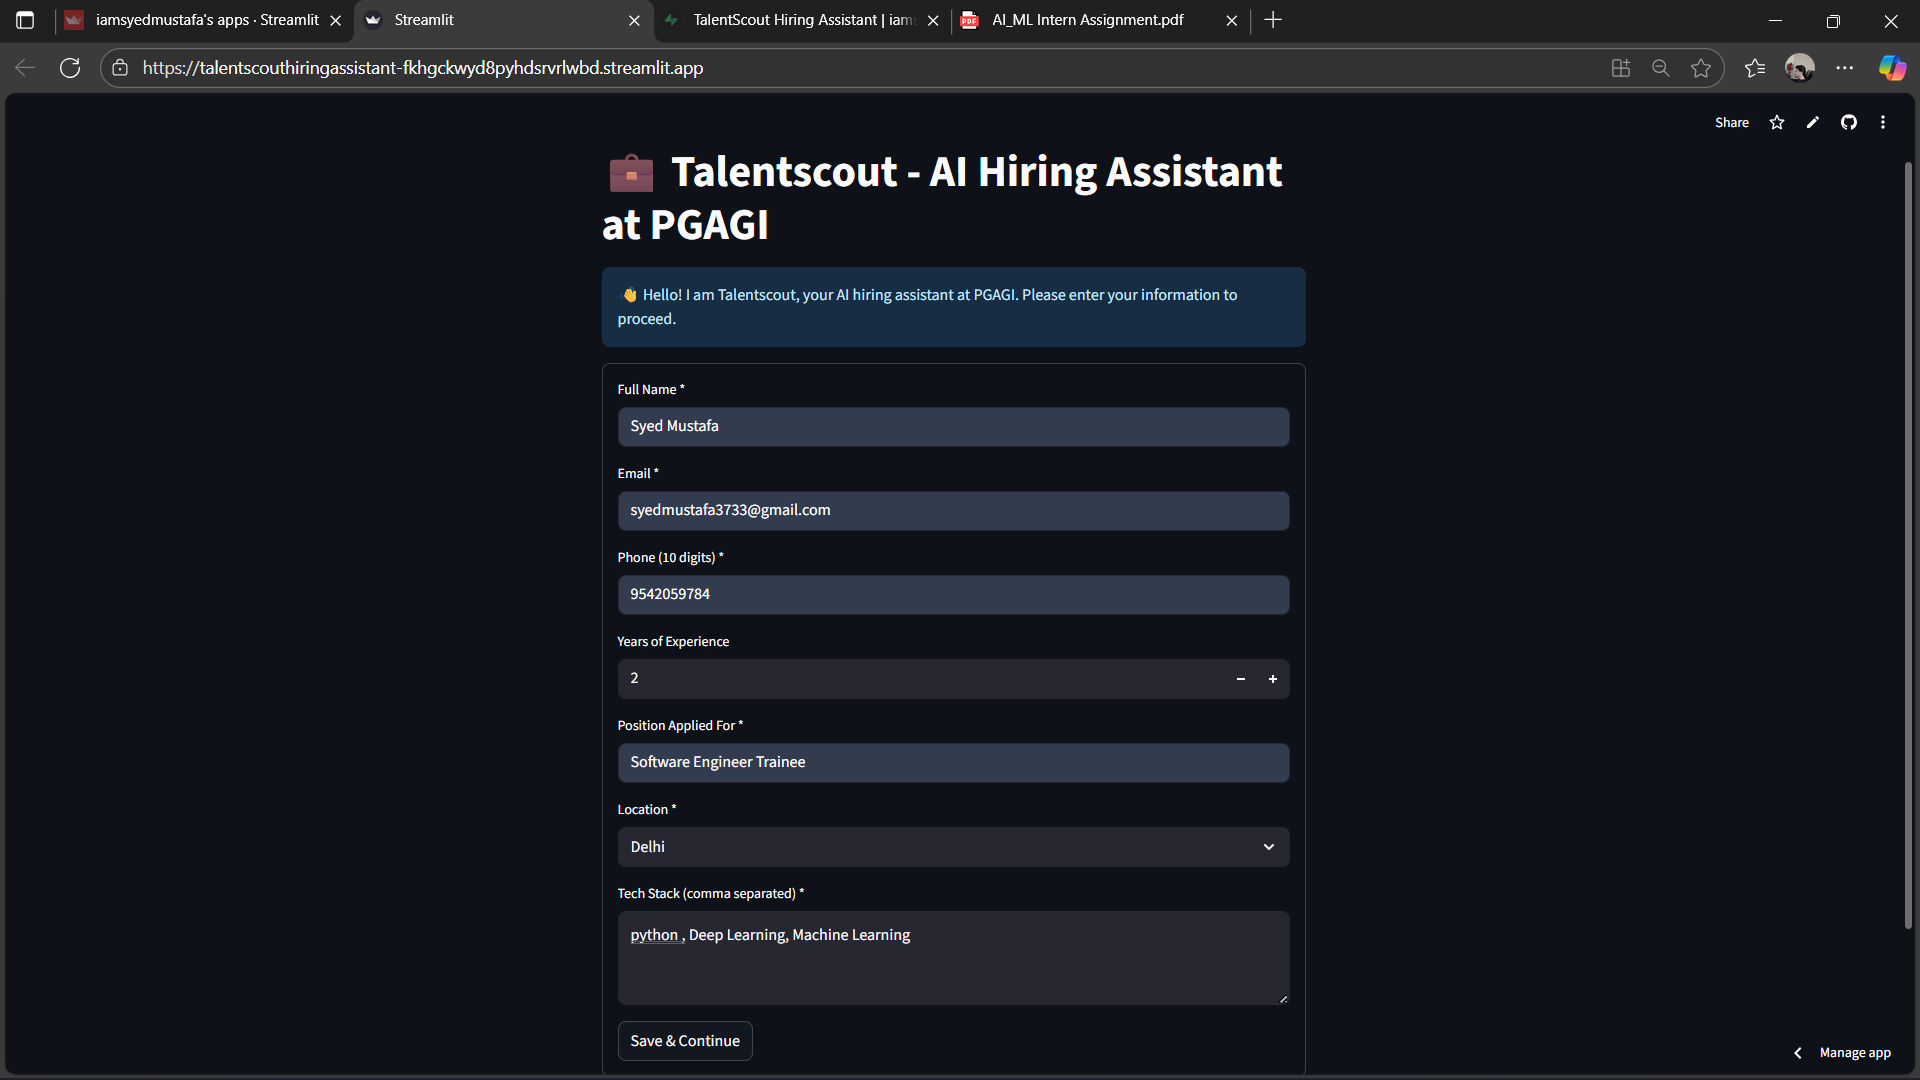 iamsyedmustafa's apps · Streamlit
Streamlit
TalentScout Hiring Assistant | iam
PDF
AI_ML Intern Assignment.pdf
https://talentscouthiringassistant-fkhgckwyd8pyhdsrvrlwbd.streamlit.app
Share
Talentscout - AI Hiring Assistant
at PGAGI
👋 Hello! I am Talentscout, your AI hiring assistant at PGAGI. Please enter your information to
proceed.
Full Name *
Syed Mustafa
Email *
syedmustafa3733@gmail.com
Phone (10 digits) *
9542059784
Years of Experience
2
Position Applied For *
Software Engineer Trainee
Location *
Delhi
Tech Stack (comma separated) *
python , Deep Learning, Machine Learning
Save & Continue
Manage app